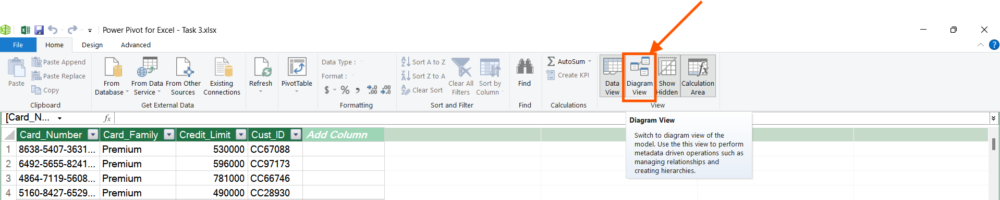 Power Pivot for Excel - Task 3.xlsx
File Home Design Advanced
?
Paste
Paste Append
Paste Replace
Copy
Clipboard
From
Database
From Data
Service
From Other
Sources
Existing
Connections
Get External Data
Refresh
PivotTable
Data Type :
Format :
$ % , .00 .00
Formatting
Sort A to Z
Sort Z to A
Clear Sort
Clear All
Filters
Sort by
Column
Sort and Filter
Find
Find
AutoSum
Create KPI
Calculations
Data
View
Diagram
View
Show
Hidden
Calculation
Area
View
[Card_N... fx
Diagram View
Switch to diagram view of the
model. Use the this view to perform
metadata driven operations such as
managing relationships and
creating hierarchies.
Card_Number Card_Family Credit_Limit Cust_ID Add Column
1 8638-5407-3631... Premium 530000 CC67088
2 6492-5655-8241... Premium 596000 CC97173
3 4864-7119-5608... Premium 781000 CC66746
4 5160-8427-6529... Premium 490000 CC28930